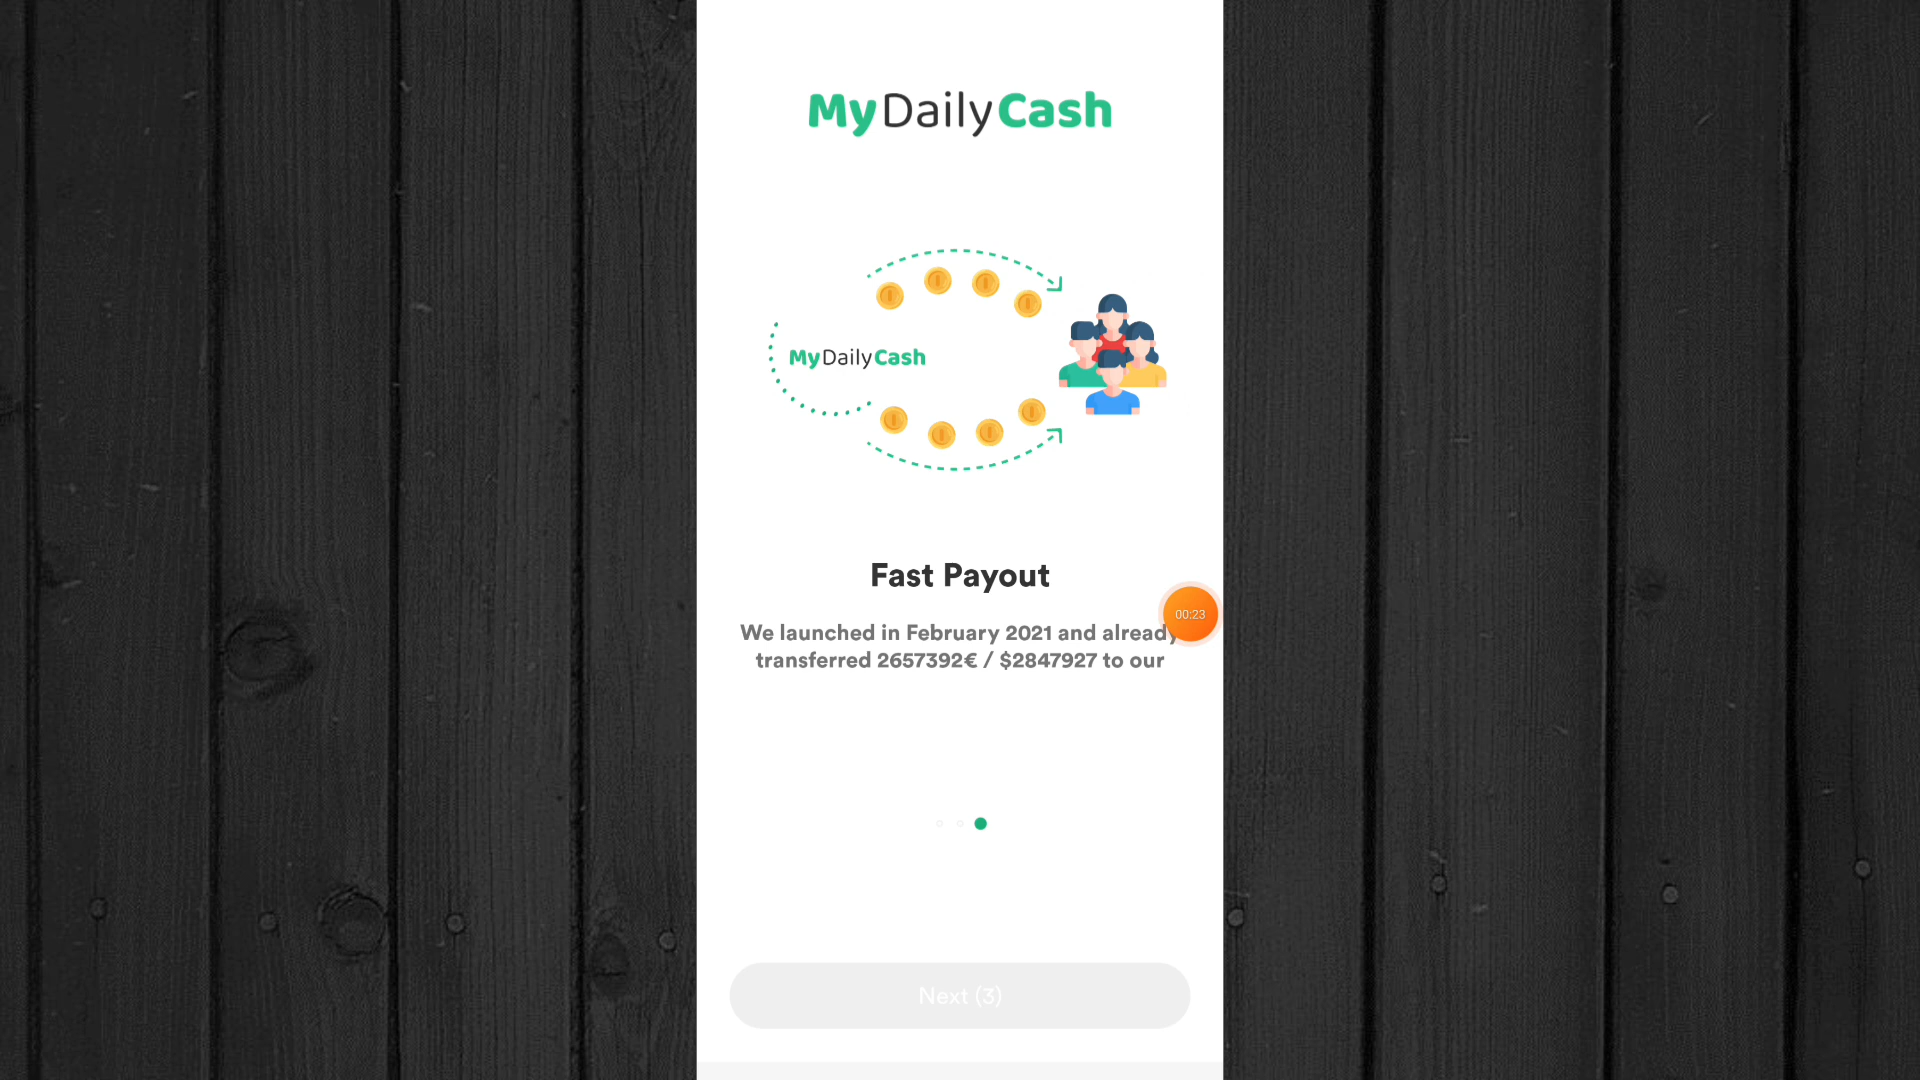 MyDailyCash
MyDailyCash
Fast Payout
00:23
We launched in February 2021 and already
transferred 2657392€ / $2847927 to our
Next (3)